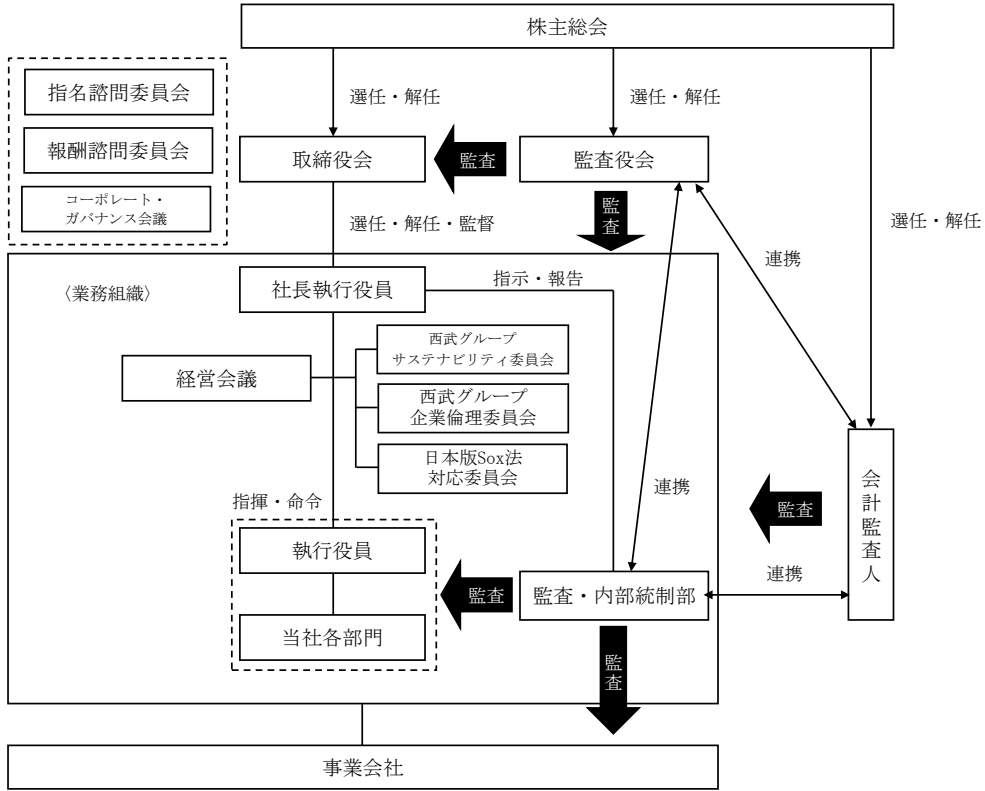 株主総会
指名諮問委員会
報酬諮問委員会
コーポレート・
ガバナンス会議
選任・解任
選任・解任
選任・解任
取締役会
監査
監査役会
監査
選任・解任・監督
連携
〈業務組織〉
社長執行役員
指示・報告
経営会議
西武グループ
サステナビリティ委員会
西武グループ
企業倫理委員会
日本版Sox法
対応委員会
連携
指揮・命令
執行役員
当社各部門
監査
監査・内部統制部
監査
連携
会計監査人
監査
事業会社